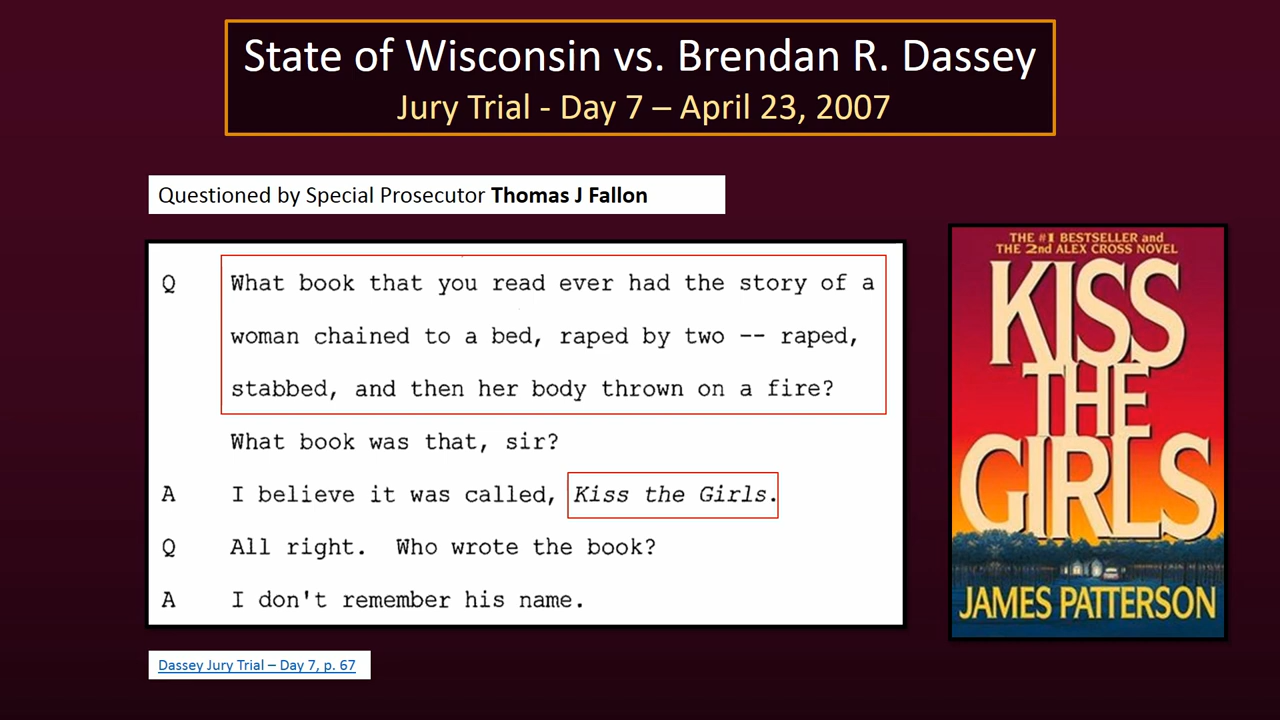 State of Wisconsin vs. Brendan R. Dassey
Jury Trial - Day 7 – April 23, 2007
Questioned by Special Prosecutor Thomas J Fallon
Q What book that you read ever had the story of a
woman chained to a bed, raped by two -- raped,
stabbed, and then her body thrown on a fire?
What book was that, sir?
A I believe it was called, Kiss the Girls.
Q All right. Who wrote the book?
A I don't remember his name.
THE #1 BESTSELLER and
THE 2nd ALEX CROSS NOVEL
KISS
THE
GIRLS
JAMES PATTERSON
Dassey Jury Trial – Day 7, p. 67